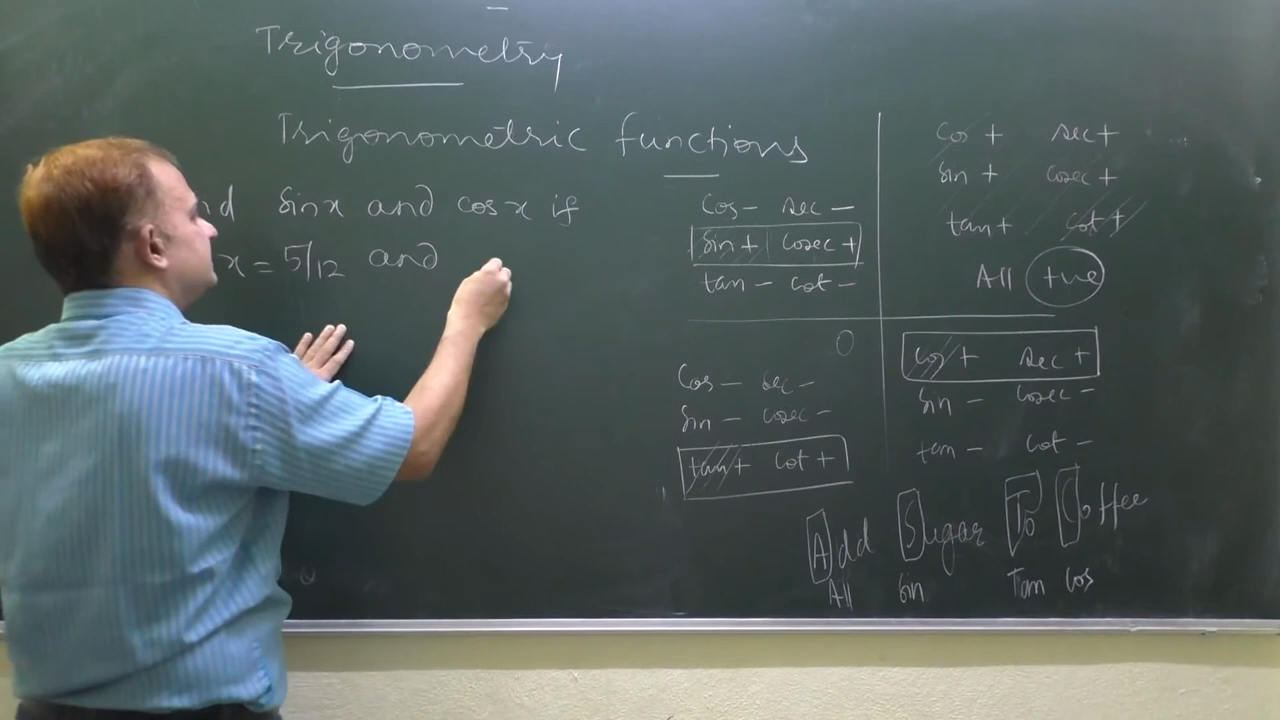 Trigonometry
Trigonometric functions
nd sinx and cosx if
x = 5/12 and
cos - sec -
sin + cosec +
tan - cot -
cos + sec +
sin + cosec +
tan + cot +
All +ve
0
cos - sec -
sin - cosec -
tan + cot +
cos + sec +
sin - cosec -
tan - cot -
Add Sugar To Coffee
All Sin Tan Cos